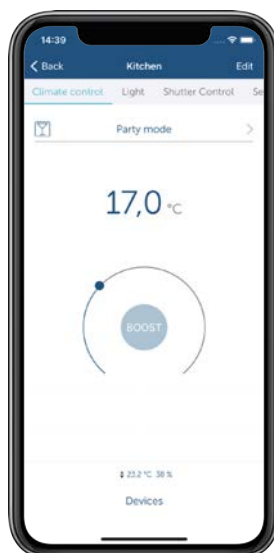 14:39
Back Kitchen Edit
Climate control Light Shutter Control Se
Party mode
17,0 °C
BOOST
23.2 °C 38 %
Devices